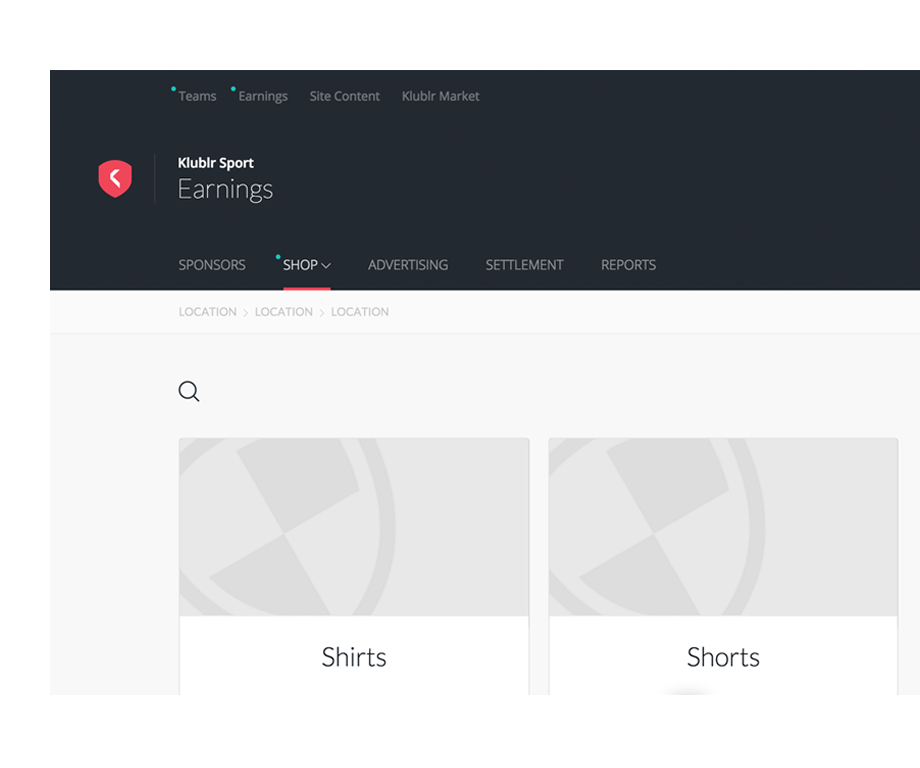 Teams Earnings Site Content Klublr Market
Klublr Sport
Earnings
SPONSORS SHOP ADVERTISING SETTLEMENT REPORTS
LOCATION > LOCATION > LOCATION
Shirts Shorts